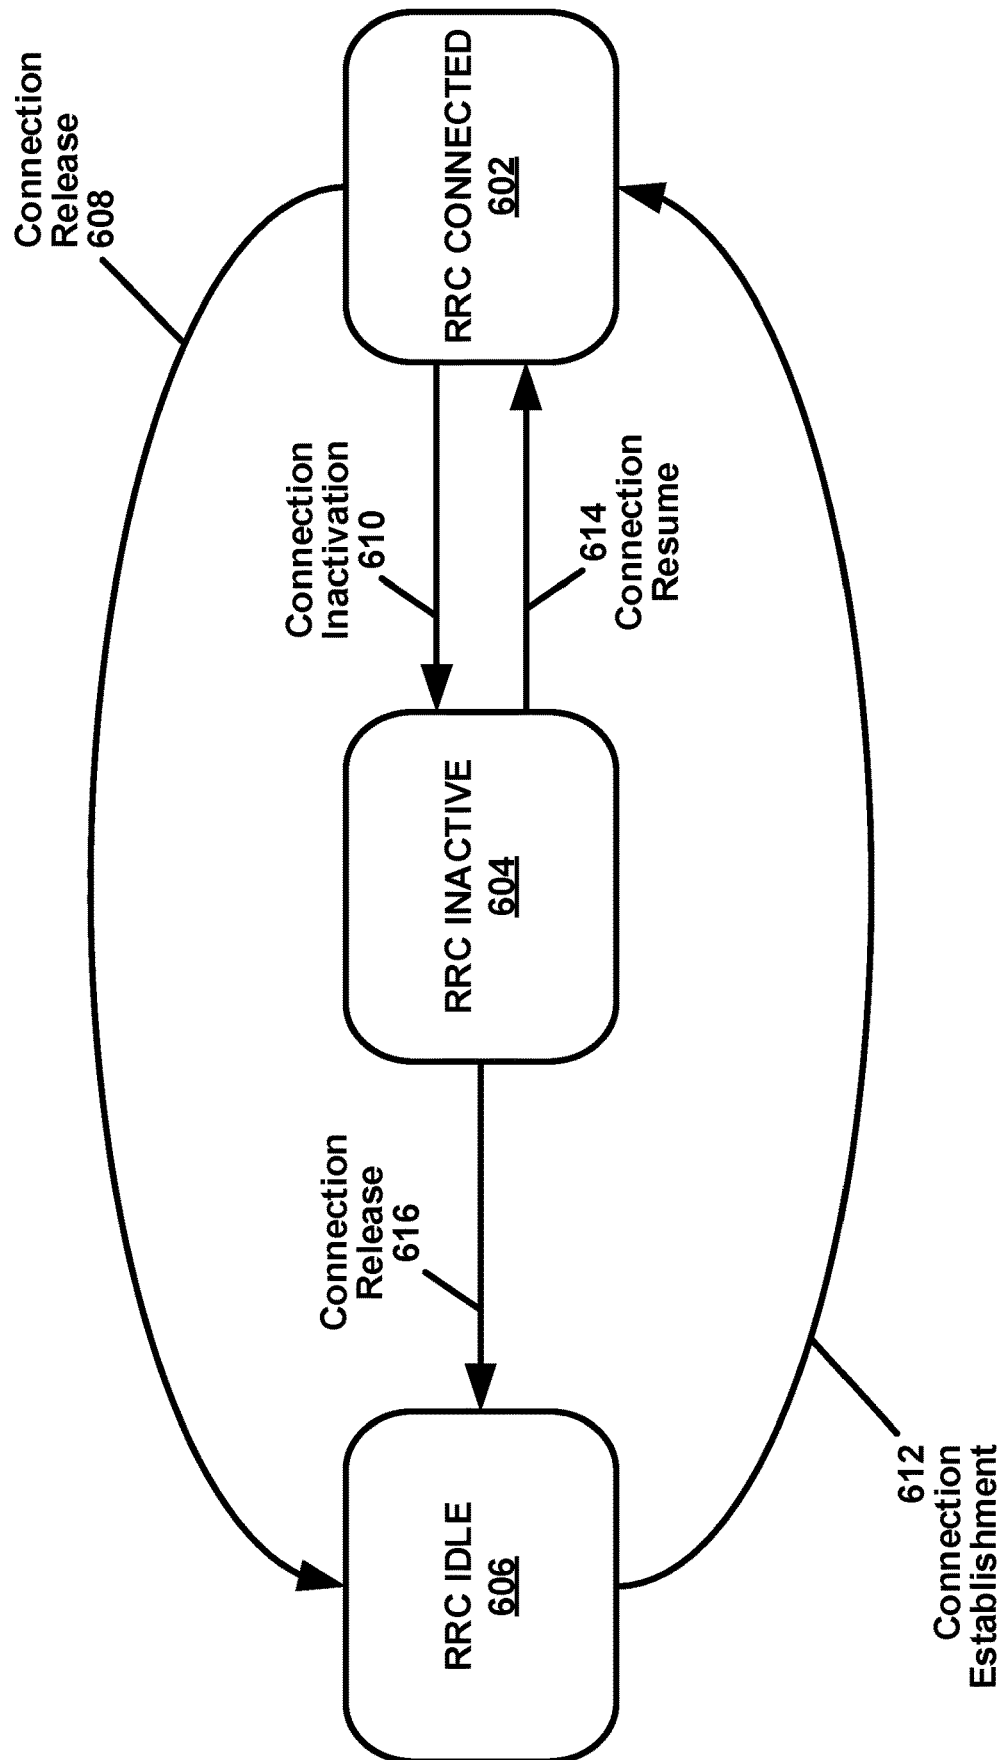 RRC IDLE
606
Connection
Release
616
RRC INACTIVE
604
Connection
Inactivation
610
614
Connection
Resume
RRC CONNECTED
602
Connection
Release
608
612
Connection
Establishment